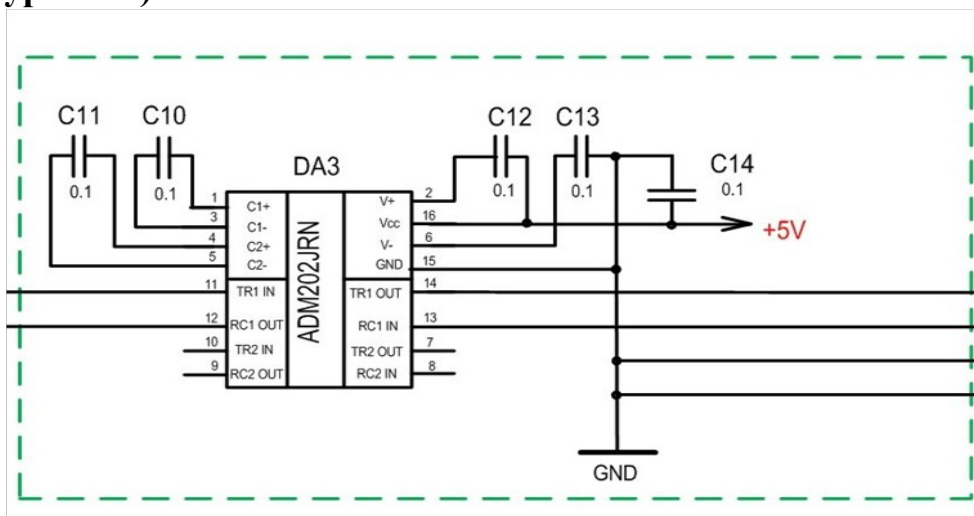 C11
C10
C12
C13
C14
0.1
0.1
0.1
0.1
0.1
DA3
ADM202JRN
1
C1+
3
C1-
4
C2+
5
C2-
11
TR1 IN
12
RC1 OUT
10
TR2 IN
9
RC2 OUT
V+
2
Vcc
16
V-
6
GND
15
TR1 OUT
14
RC1 IN
13
TR2 OUT
7
RC2 IN
8
+5V
GND